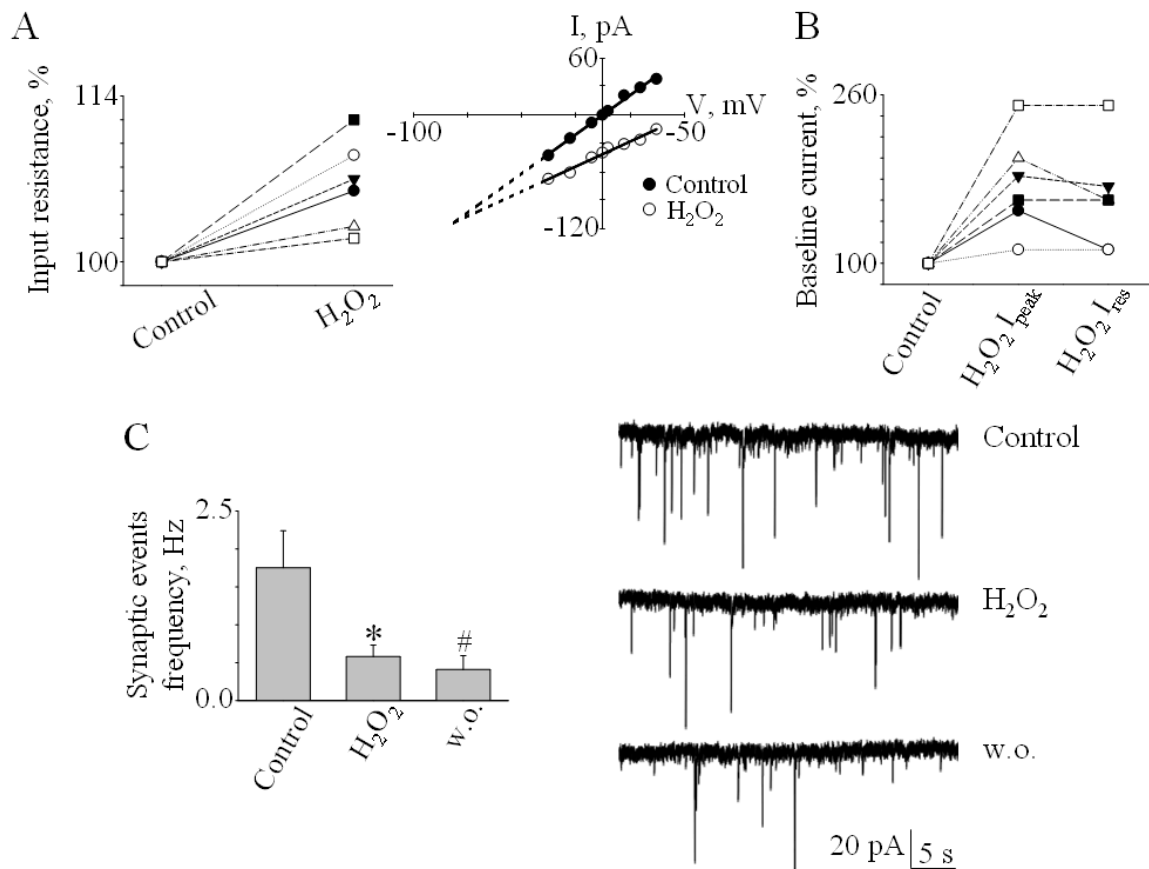 A
Input resistance, %
114
100
Control
H₂O₂
I, pA
60
V, mV
-100
-50
-120
Control
H₂O₂
B
Baseline current, %
260
100
Control
H₂O₂ Ipeak
H₂O₂ Ires
C
Synaptic events
frequency, Hz
2.5
0.0
*
#
Control
H₂O₂
w.o.
Control
H₂O₂
w.o.
20 pA
5 s